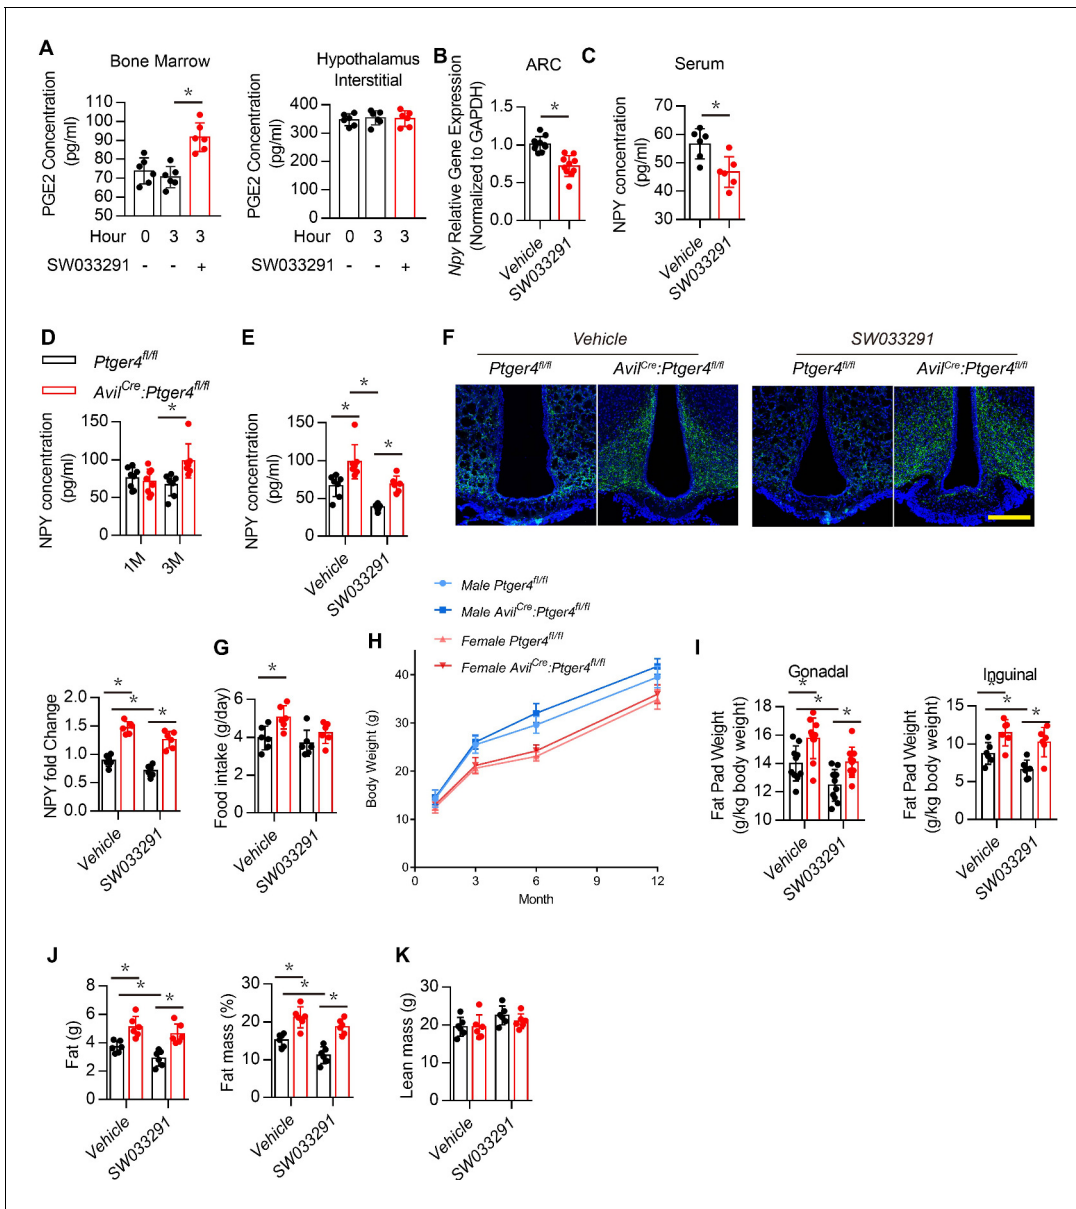 A
Bone Marrow
PGE2 Concentration
(pg/ml)
110
100
90
80
70
60
50
*
Hour 0 3 3
SW033291 - - +
Hypothalamus
Interstitial
PGE2 Concentration
(pg/ml)
400
300
200
100
0
Hour 0 3 3
SW033291 - - +
B
ARC
Npy Relative Gene Expression
(Normalized to GAPDH)
1.5
1.0
0.5
0.0
*
Vehicle
SW033291
C
Serum
NPY concentration
(pg/ml)
70
60
50
40
30
*
Vehicle
SW033291
D
Ptger4fl/fl
AvilCre:Ptger4fl/fl
NPY concentration
(pg/ml)
150
100
50
0
*
1M
3M
E
NPY concentration
(pg/ml)
150
100
50
0
*
*
*
Vehicle
SW033291
F
Vehicle
SW033291
Ptger4fl/fl
AvilCre:Ptger4fl/fl
Ptger4fl/fl
AvilCre:Ptger4fl/fl
NPY fold Change
2.0
1.5
1.0
0.5
0.0
*
*
*
Vehicle
SW033291
G
Food intake (g/day)
6
4
2
0
*
Vehicle
SW033291
H
Male Ptger4fl/fl
Male AvilCre:Ptger4fl/fl
Female Ptger4fl/fl
Female AvilCre:Ptger4fl/fl
Body Weight (g)
40
30
20
10
0
0 3 6 9 12
Month
I
Gonadal
Fat Pad Weight
(g/kg body weight)
18
16
14
12
10
*
*
*
Vehicle
SW033291
Inguinal
Fat Pad Weight
(g/kg body weight)
15
10
5
0
*
*
*
Vehicle
SW033291
J
Fat (g)
8
6
4
2
0
*
*
*
Vehicle
SW033291
Fat mass (%)
30
20
10
0
*
*
*
Vehicle
SW033291
K
Lean mass (g)
30
20
10
0
Vehicle
SW033291